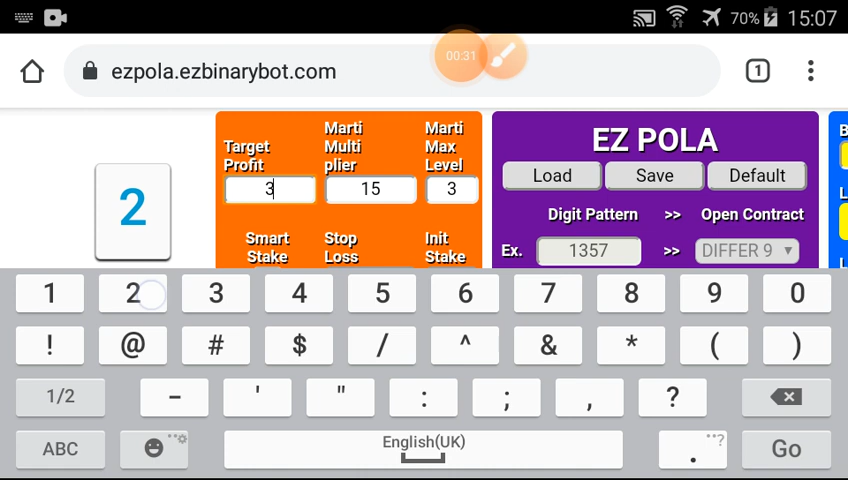 70% 15:07
00:31
ezpola.ezbinarybot.com 1
Target Profit
Marti Multi plier
Marti Max Level
3 15 3
Smart Stake
Stop Loss
Init Stake
EZ POLA
Load Save Default
Digit Pattern >> Open Contract
Ex. 1357 >> DIFFER 9
B
L
L
2
1 2 3 4 5 6 7 8 9 0
! @ # $ / ^ & * ( )
1/2 - ' " : ; , ?
ABC English(UK) . ,,? Go